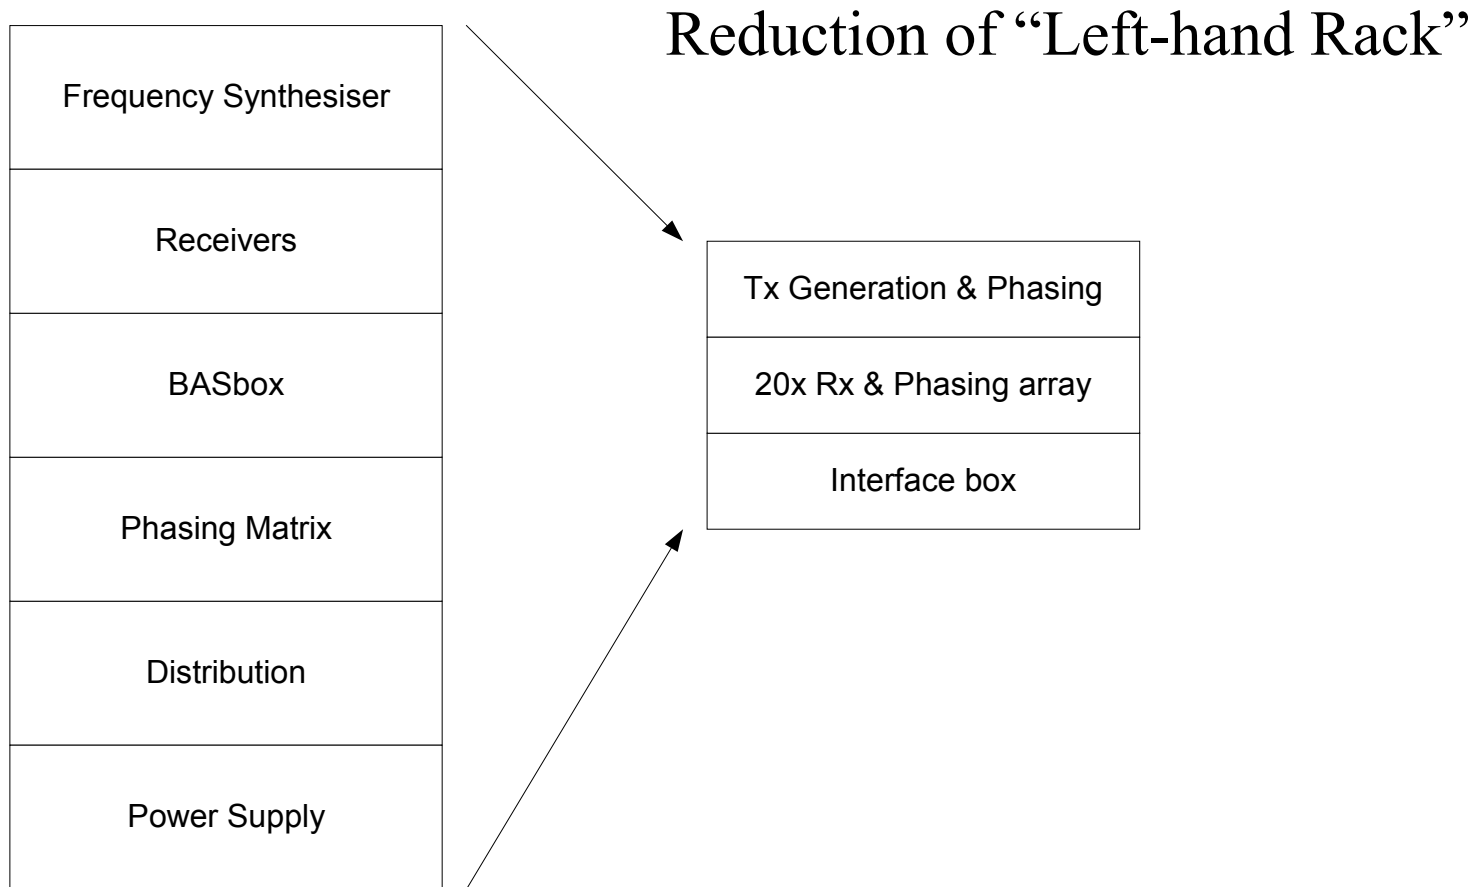 Reduction of “Left-hand Rack”
Frequency Synthesiser
Receivers
BASbox
Phasing Matrix
Distribution
Power Supply
Tx Generation & Phasing
20x Rx & Phasing array
Interface box